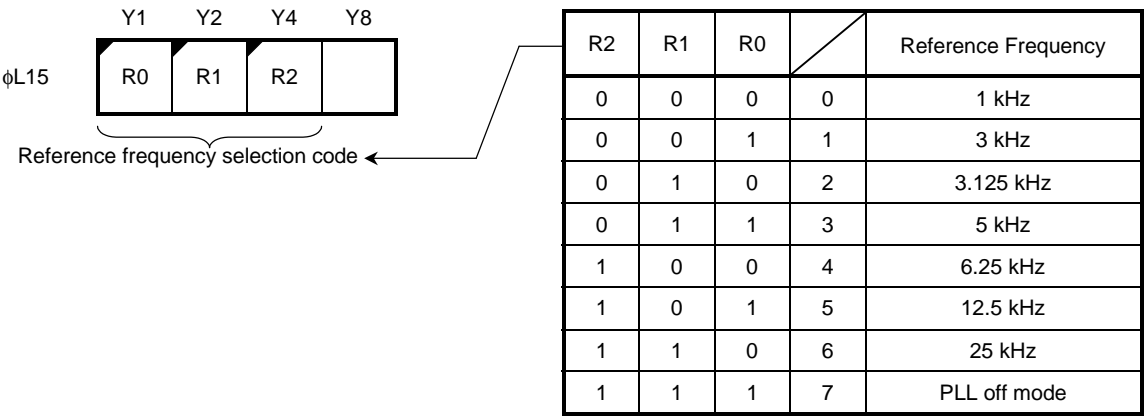 Y1 Y2 Y4 Y8
φL15 R0 R1 R2
Reference frequency selection code
R2 R1 R0 Reference Frequency
0 0 0 0 1 kHz
0 0 1 1 3 kHz
0 1 0 2 3.125 kHz
0 1 1 3 5 kHz
1 0 0 4 6.25 kHz
1 0 1 5 12.5 kHz
1 1 0 6 25 kHz
1 1 1 7 PLL off mode